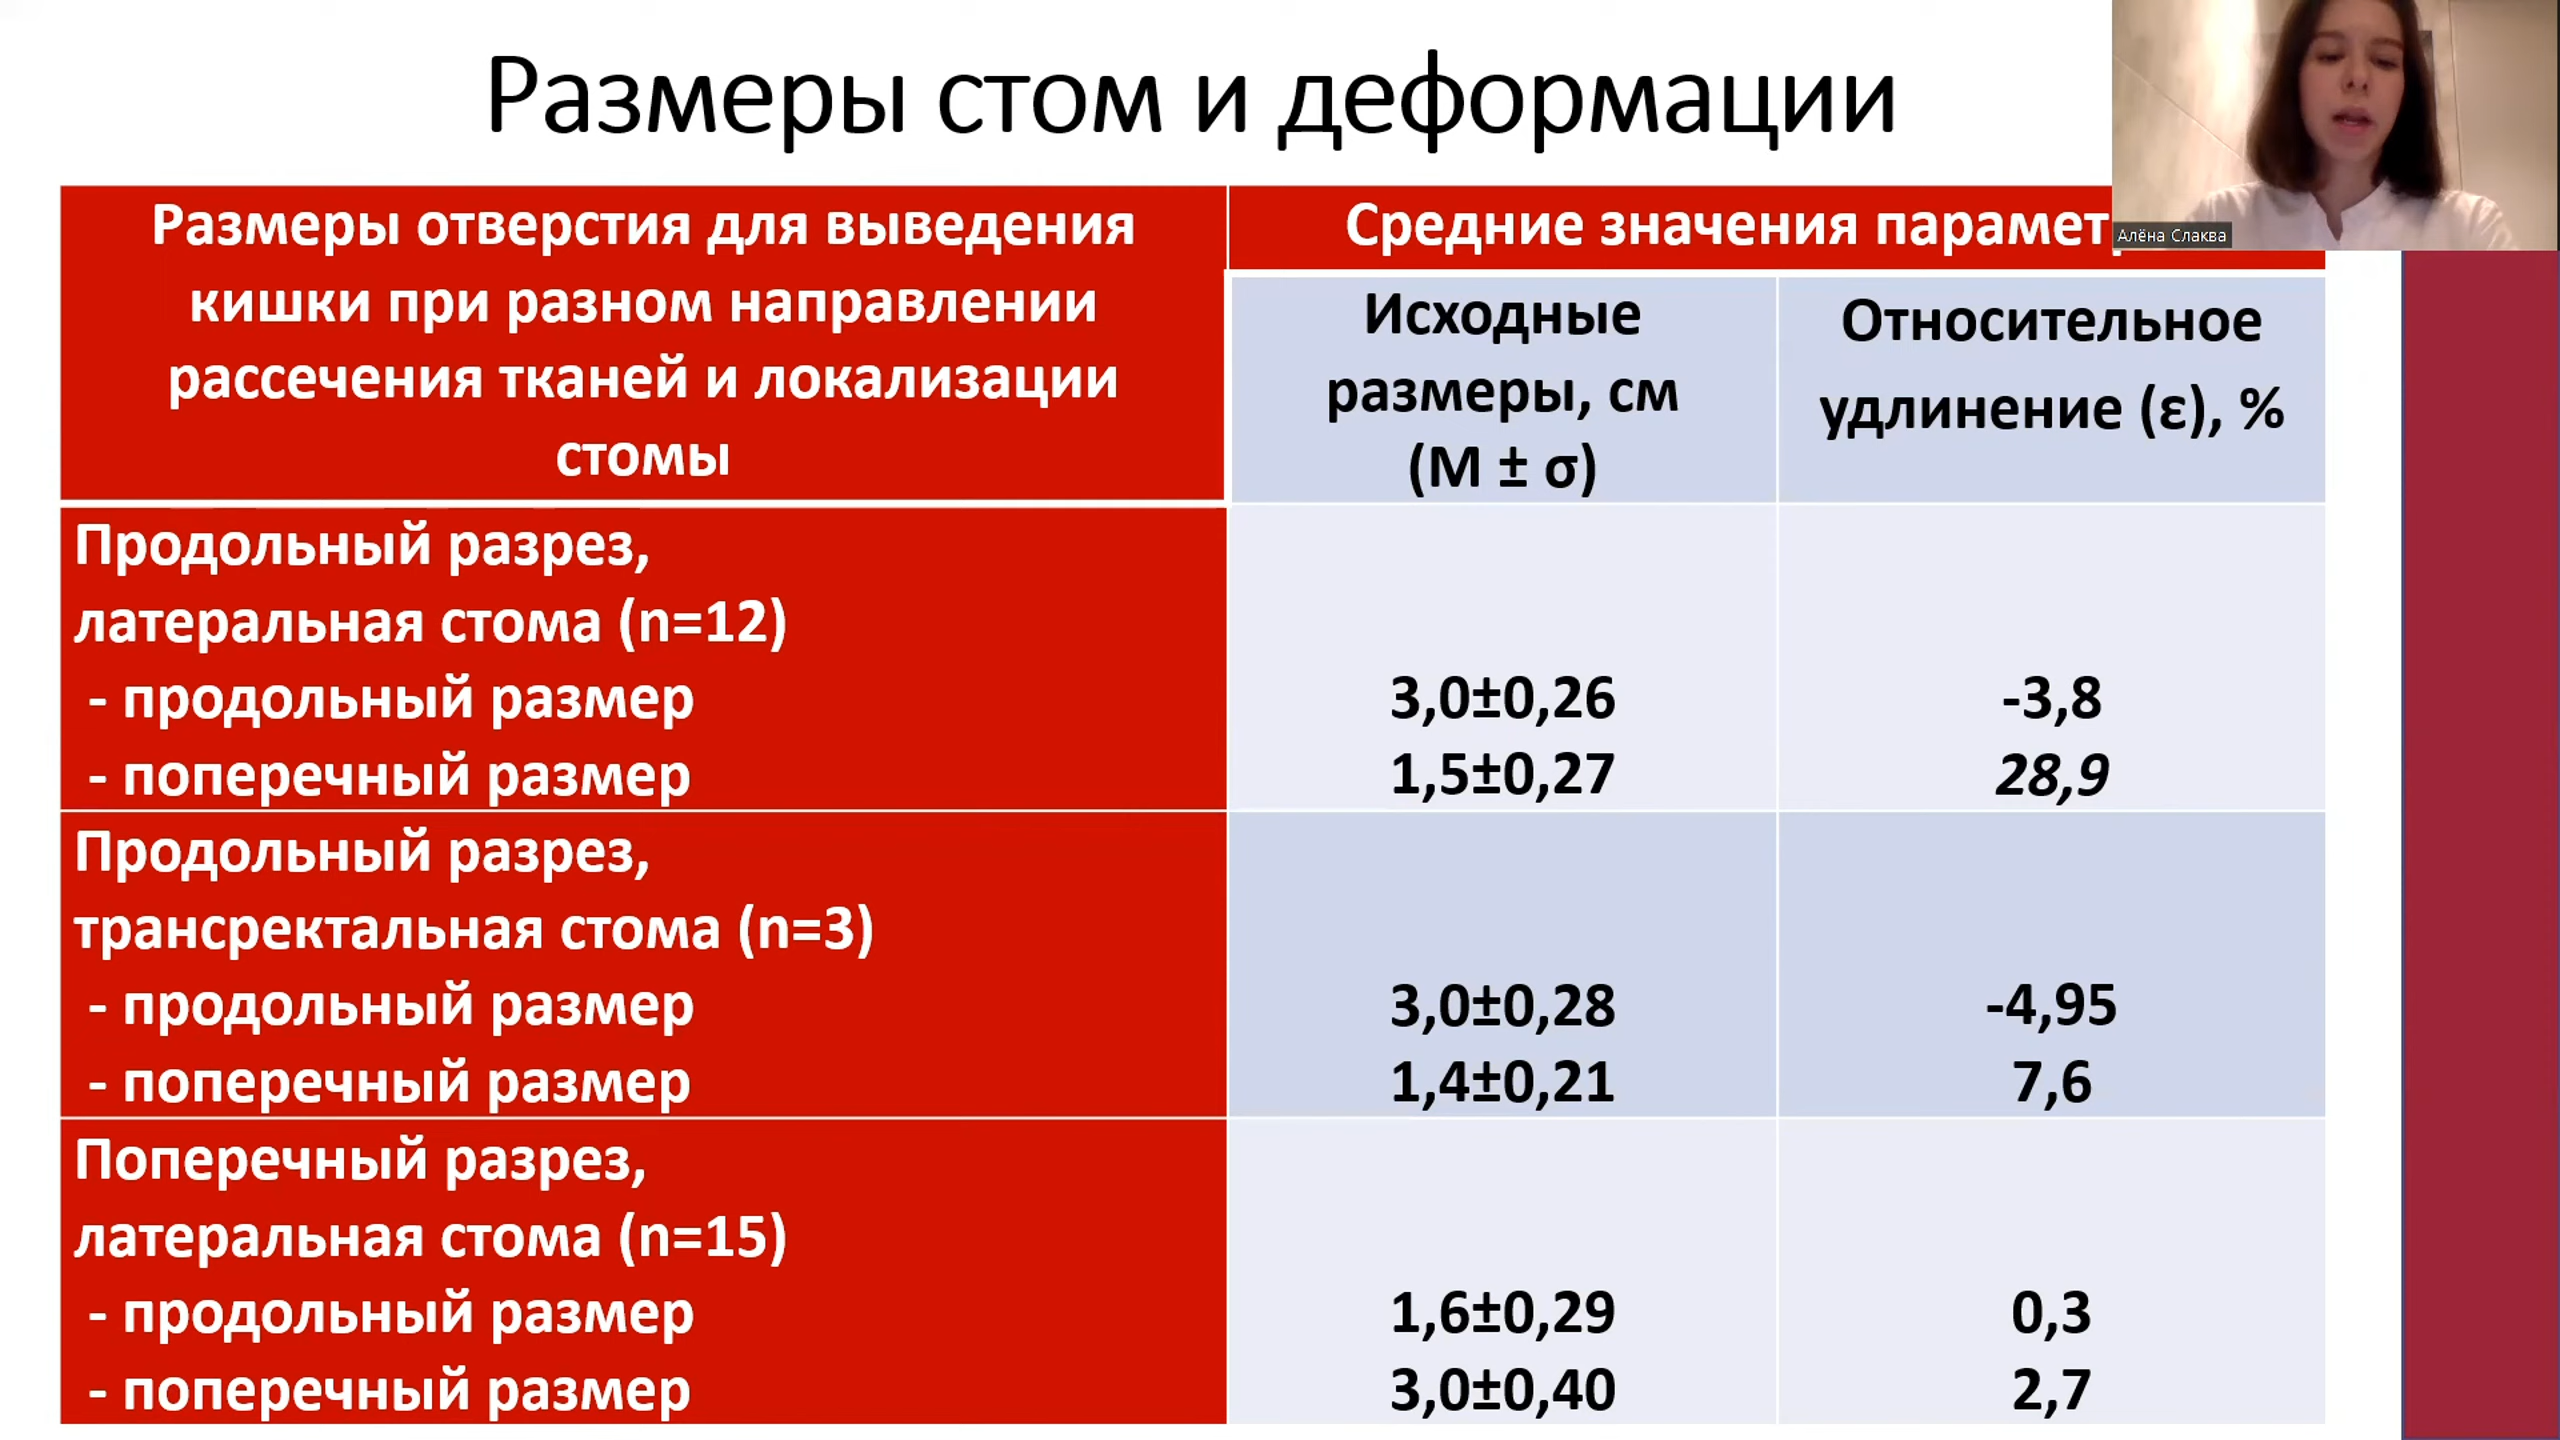 Размеры стом и деформации
Алёна Слаква
Размеры отверстия для выведения
кишки при разном направлении
рассечения тканей и локализации
стомы
Средние значения
Исходные
размеры, см
(M ± σ)
Относительное
удлинение (ε), %
Продольный разрез,
латеральная стома (n=12)
- продольный размер
3,0±0,26
-3,8
- поперечный размер
1,5±0,27
28,9
Продольный разрез,
трансректальная стома (n=3)
- продольный размер
3,0±0,28
-4,95
- поперечный размер
1,4±0,21
7,6
Поперечный разрез,
латеральная стома (n=15)
- продольный размер
1,6±0,29
0,3
- поперечный размер
3,0±0,40
2,7